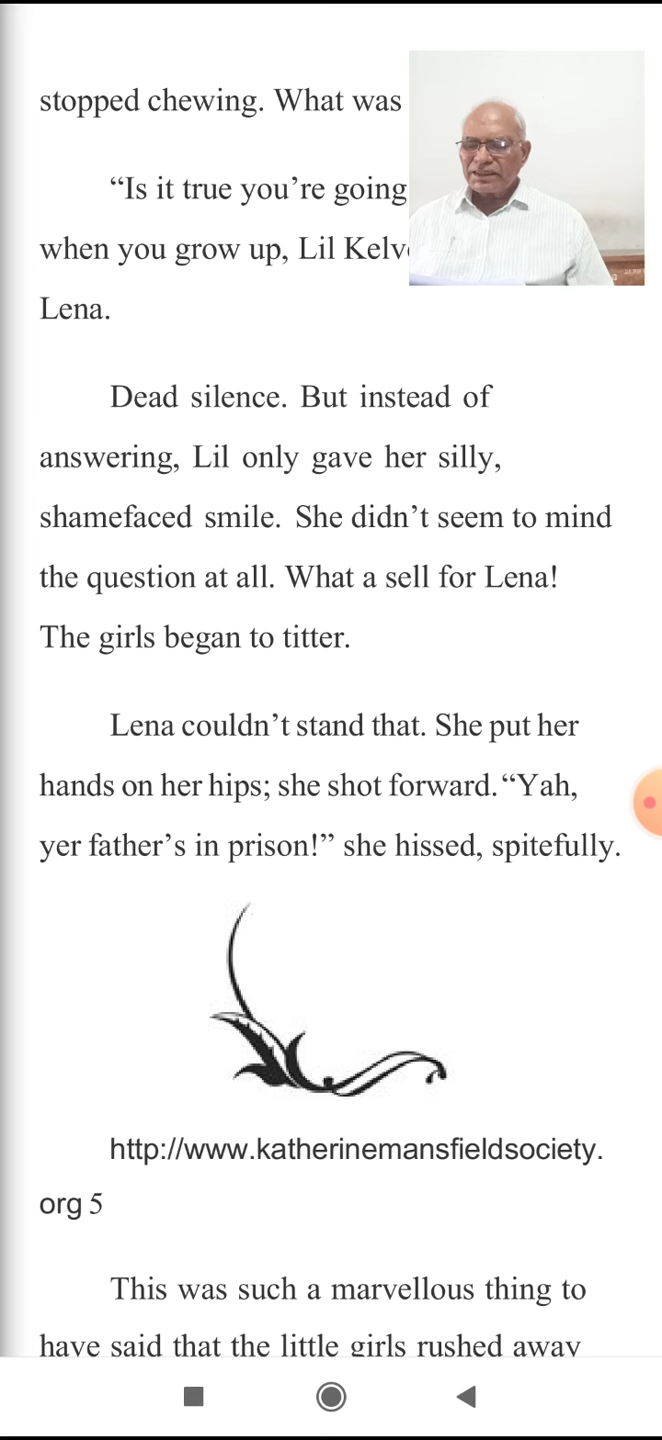 stopped chewing. What was
“Is it true you’re going
when you grow up, Lil Kelv
Lena.
Dead silence. But instead of
answering, Lil only gave her silly,
shamefaced smile. She didn’t seem to mind
the question at all. What a sell for Lena!
The girls began to titter.
Lena couldn’t stand that. She put her
hands on her hips; she shot forward.“Yah,
yer father’s in prison!” she hissed, spitefully.
http://www.katherinemansfieldsociety.
org 5
This was such a marvellous thing to
have said that the little girls rushed away